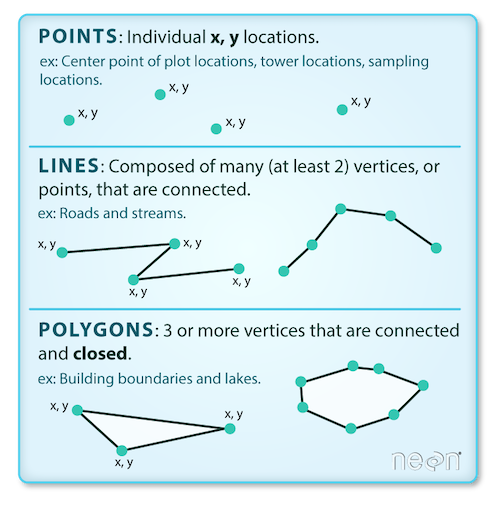 POINTS: Individual x, y locations.
ex: Center point of plot locations, tower locations, sampling
locations.
x, y
x, y
x, y
x, y
LINES: Composed of many (at least 2) vertices, or
points, that are connected.
ex: Roads and streams.
x, y
x, y
x, y
x, y
POLYGONS: 3 or more vertices that are connected
and closed.
ex: Building boundaries and lakes.
x, y
x, y
x, y
neon